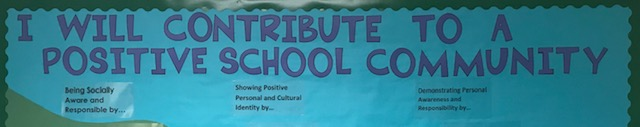 I WILL CONTRIBUTE TO A
POSITIVE SCHOOL COMMUNITY
Being Socially
Aware and
Responsible by...
Showing Positive
Personal and Cultural
Identity by...
Demonstrating Personal
Awareness and
Responsibility by...